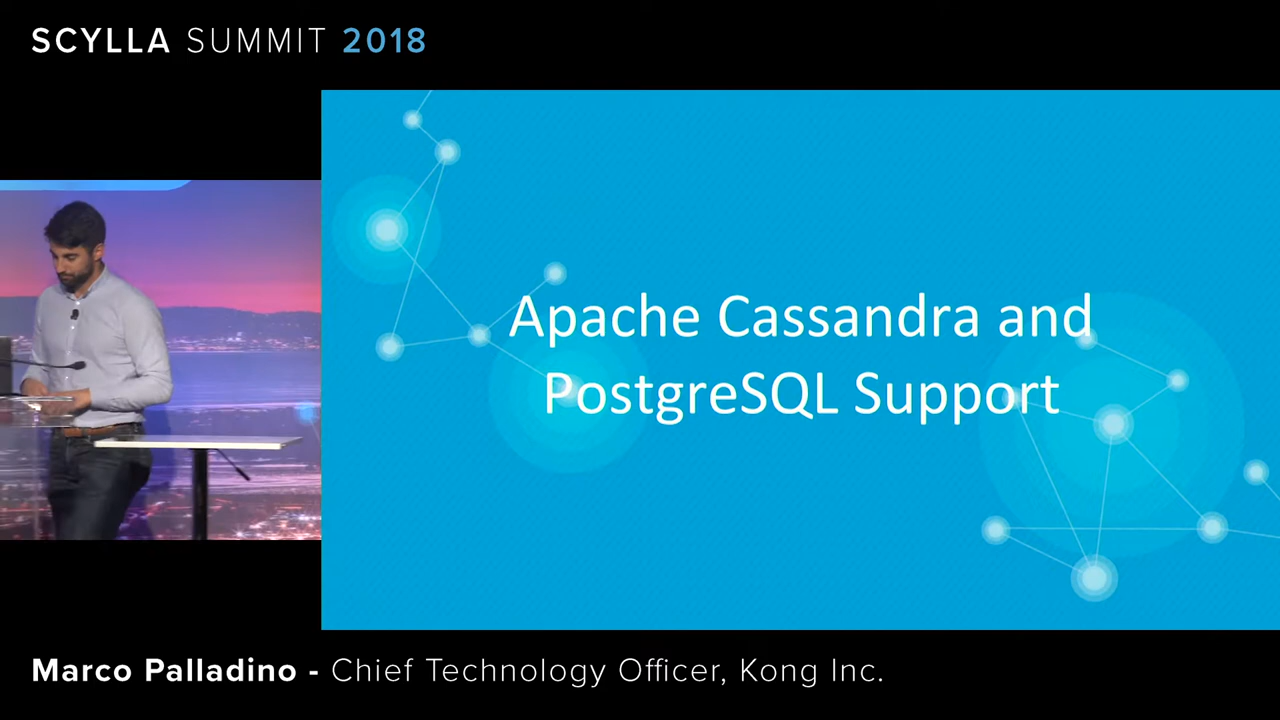 SCYLLA SUMMIT 2018
Apache Cassandra and
PostgreSQL Support
Marco Palladino - Chief Technology Officer, Kong Inc.